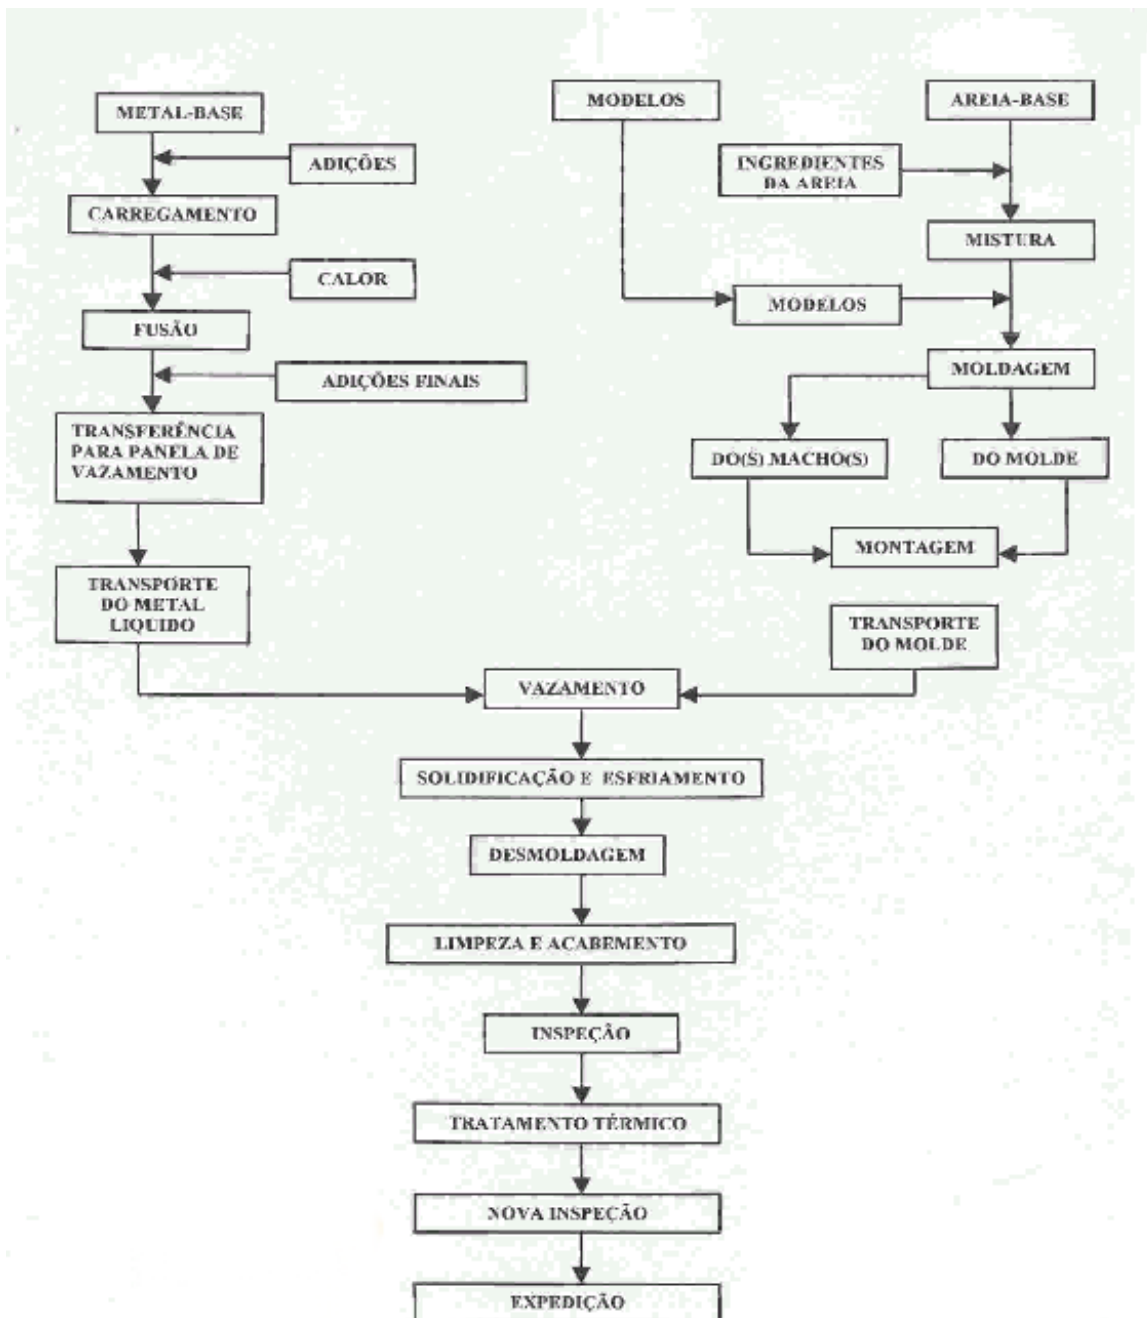 METAL-BASE
ADIÇÕES
CARREGAMENTO
CALOR
FUSÃO
ADIÇÕES FINAIS
TRANSFERÊNCIA
PARA PANELA DE
VAZAMENTO
TRANSPORTE
DO METAL
LIQUIDO
MODELOS
AREIA-BASE
INGREDIENTES
DA AREIA
MISTURA
MODELOS
MOLDAGEM
DO(S) MACHO(S)
DO MOLDE
MONTAGEM
TRANSPORTE
DO MOLDE
VAZAMENTO
SOLIDIFICAÇÃO E ESFRIAMENTO
DESMOLDAGEM
LIMPEZA E ACABEMENTO
INSPEÇÃO
TRATAMENTO TÉRMICO
NOVA INSPEÇÃO
EXPEDIÇÃO